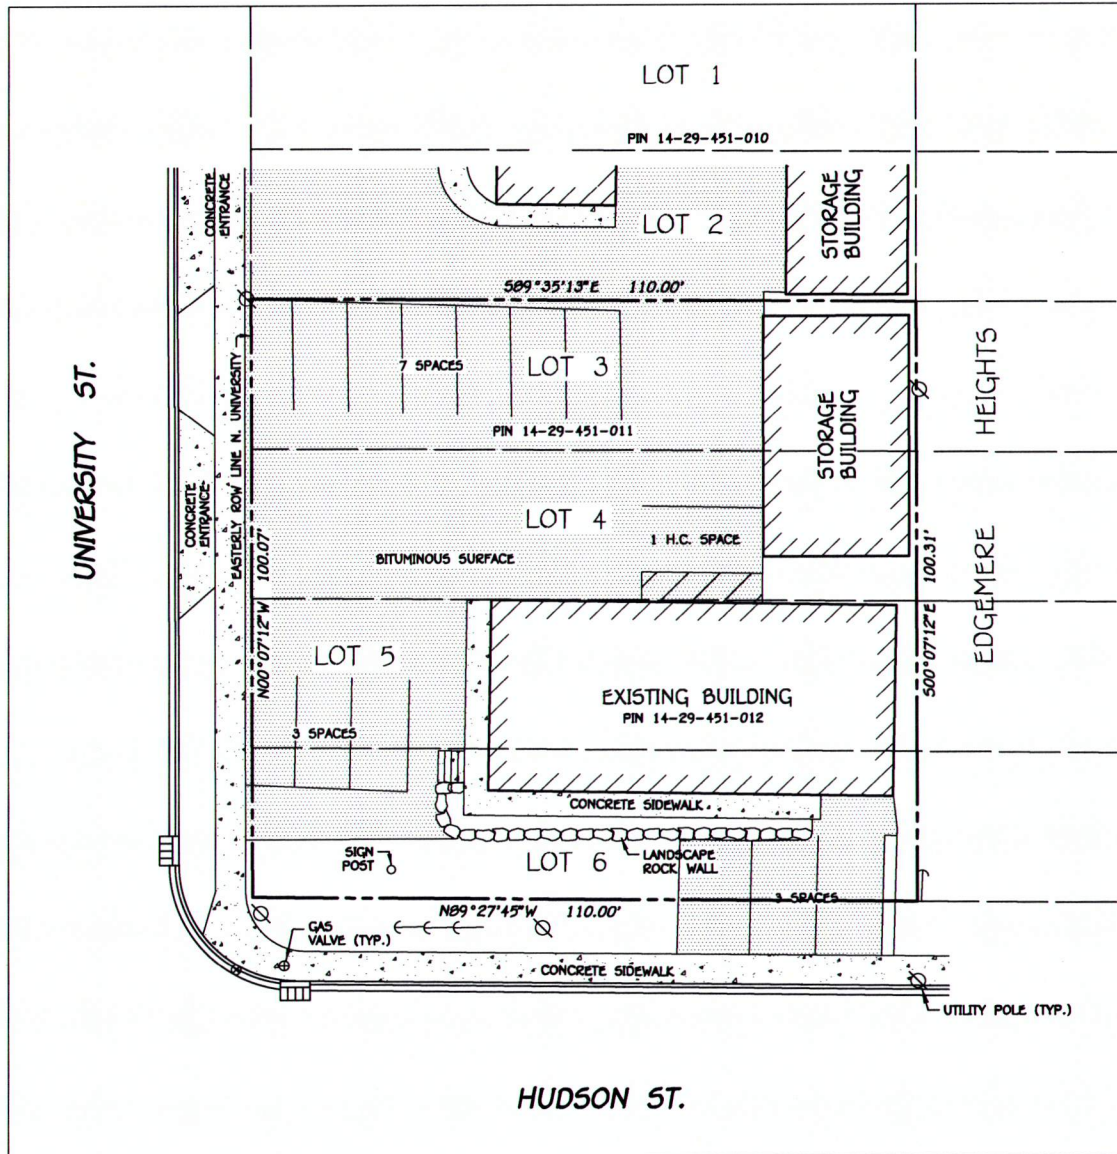 LOT 1
PIN 14-29-451-010
CONCRETE
ENTRANCE
LOT 2
STORAGE
BUILDING
S89°35'13"E 110.00'
7 SPACES
LOT 3
PIN 14-29-451-011
STORAGE
BUILDING
UNIVERSITY ST.
EASTERLY ROW LINE N. UNIVERSITY
CONCRETE
ENTRANCE
N00°07'12"W 100.07'
LOT 4
1 H.C. SPACE
BITUMINOUS SURFACE
S00°07'12"E 100.31'
EDGEMERE HEIGHTS
LOT 5
3 SPACES
EXISTING BUILDING
PIN 14-29-451-012
CONCRETE SIDEWALK
SIGN
POST
LOT 6
LANDSCAPE
ROCK WALL
3 SPACES
N89°27'45"W 110.00'
GAS
VALVE (TYP.)
CONCRETE SIDEWALK
UTILITY POLE (TYP.)
HUDSON ST.